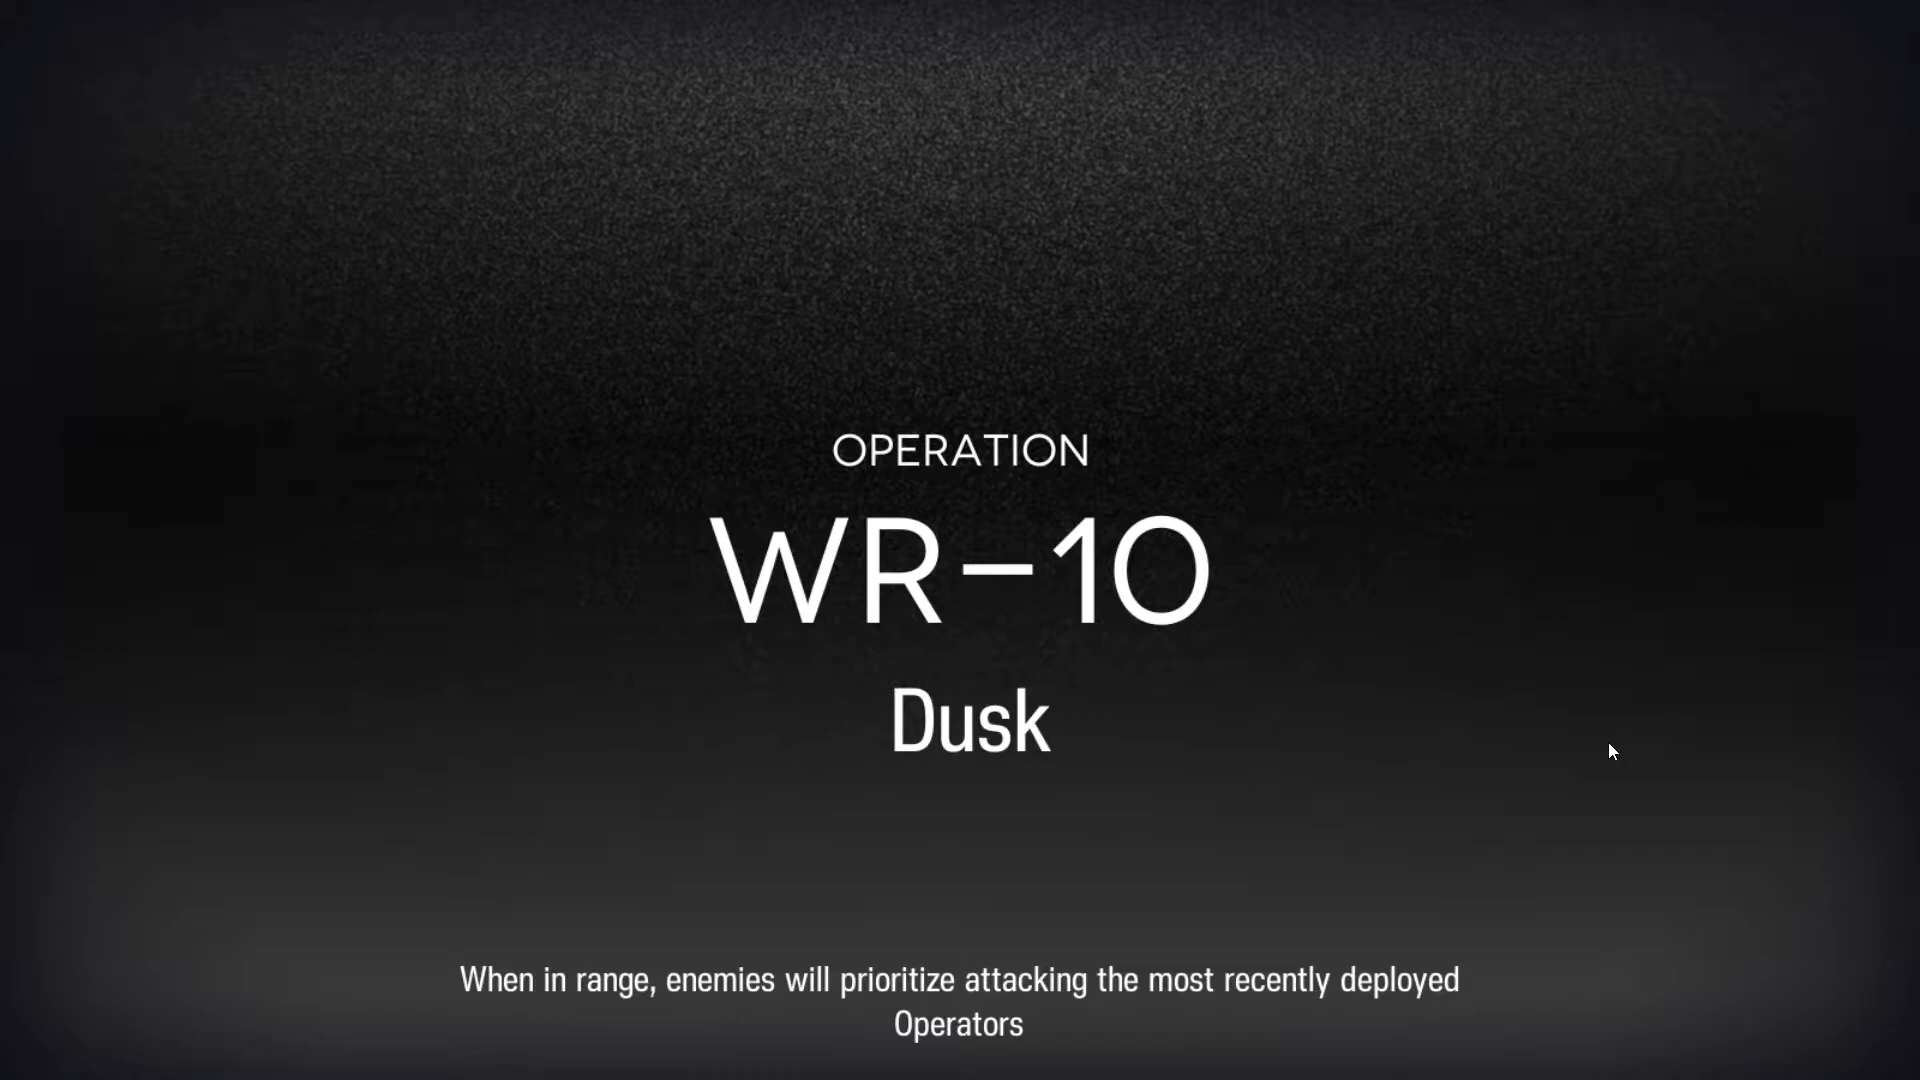 OPERATION
WR-10
Dusk
When in range, enemies will prioritize attacking the most recently deployed
Operators